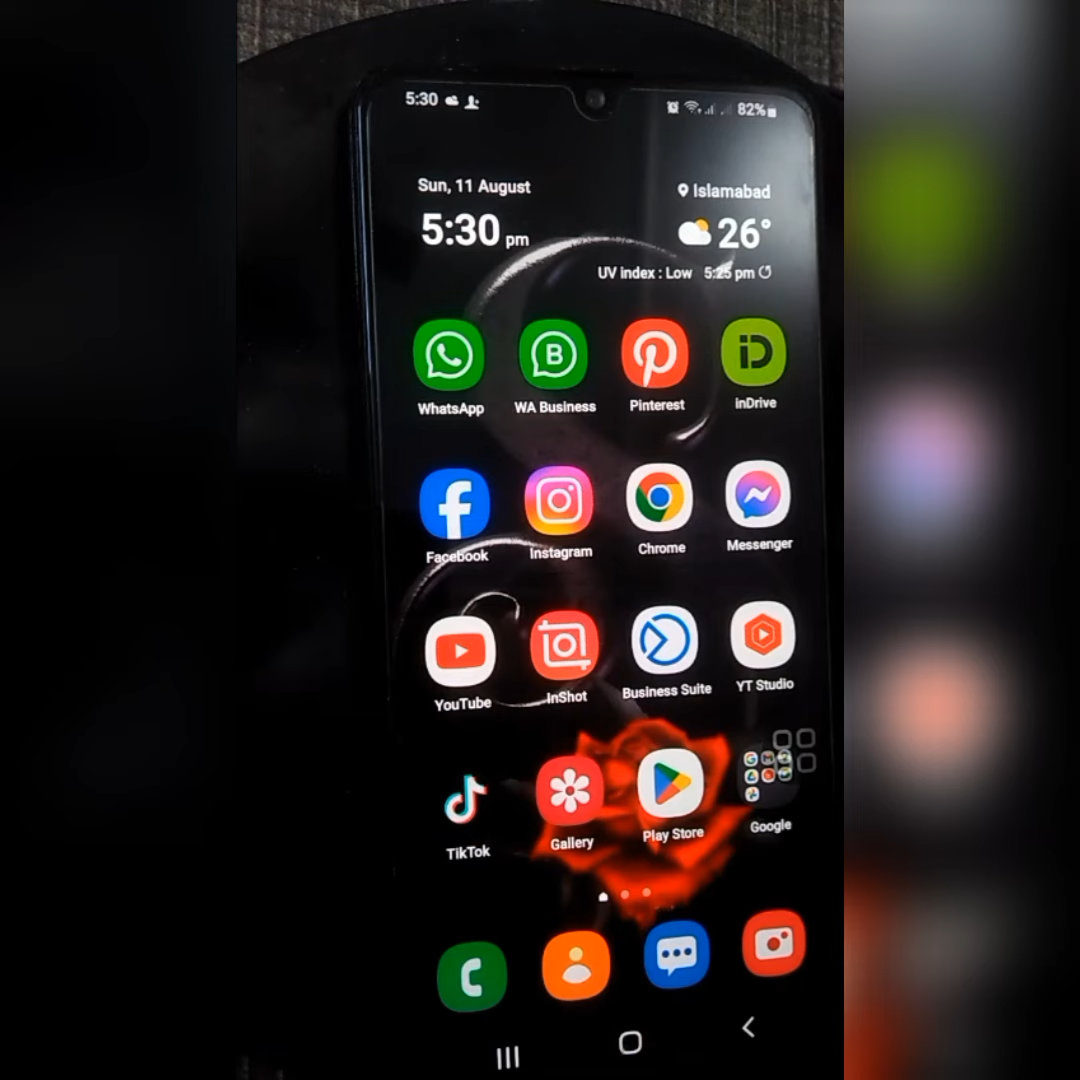 5:30
82%
Sun, 11 August
Islamabad
5:30 pm
26°
UV index : Low 5:25 pm
WhatsApp
B
WA Business
Pinterest
iD
inDrive
Facebook
Instagram
Chrome
Messenger
YouTube
InShot
Business Suite
YT Studio
TikTok
Gallery
Play Store
Google